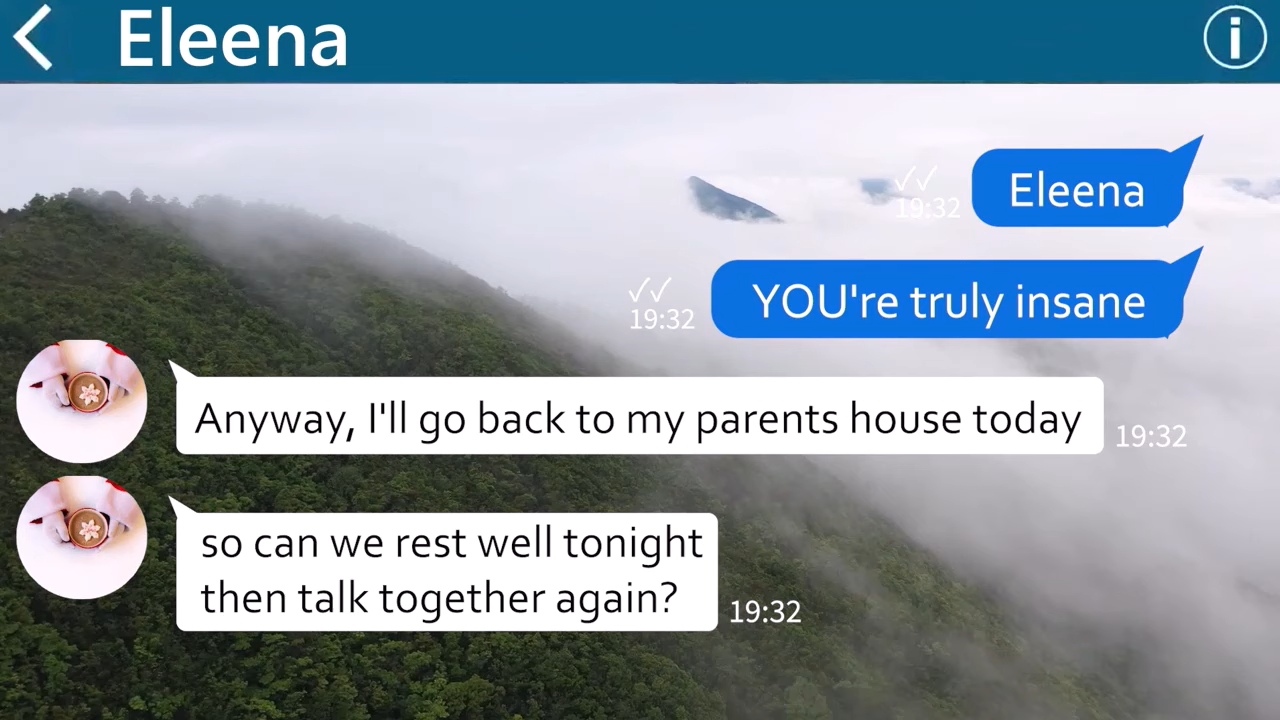 Eleena
Eleena
19:32
YOU're truly insane
19:32
Anyway, I'll go back to my parents house today
19:32
so can we rest well tonight
then talk together again?
19:32